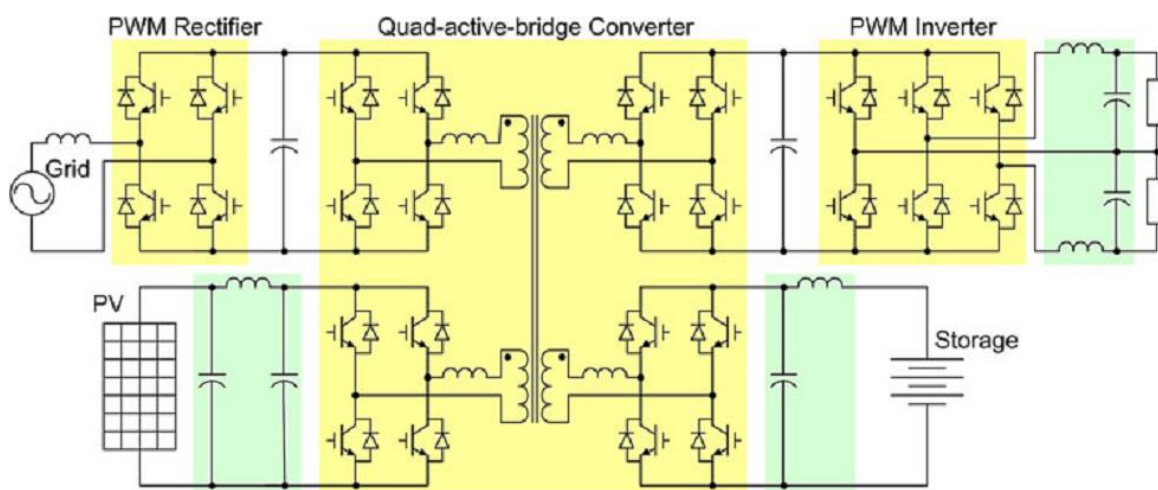 PWM Rectifier
Quad-active-bridge Converter
PWM Inverter
Grid
PV
Storage